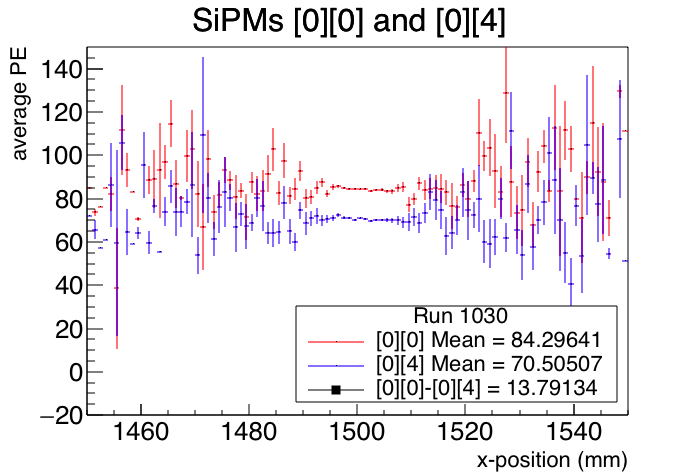 SiPMs [0][0] and [0][4]
average PE
140
120
100
80
60
40
20
0
−20
1460
1480
1500
1520
1540
x-position (mm)
Run 1030
[0][0] Mean = 84.29641
[0][4] Mean = 70.50507
[0][0]-[0][4] = 13.79134